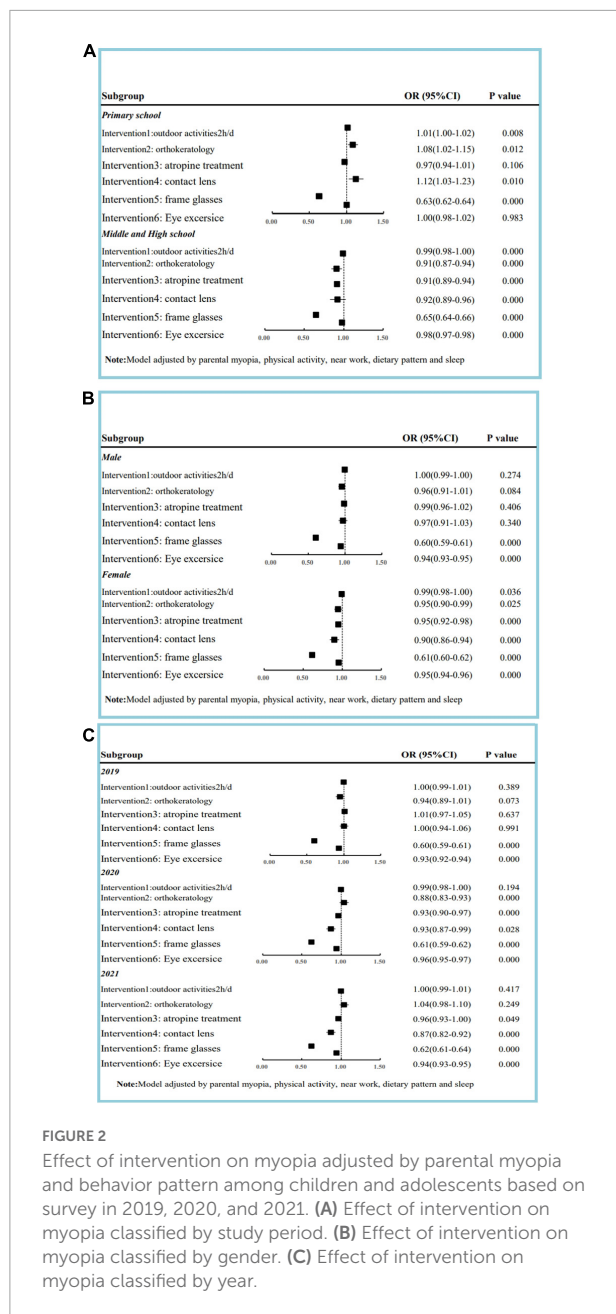 A
Subgroup OR (95%CI) P value
Primary school
Intervention1:outdoor activities2h/d 1.01(1.00-1.02) 0.008
Intervention2: orthokeratology 1.08(1.02-1.15) 0.012
Intervention3: atropine treatment 0.97(0.94-1.01) 0.106
Intervention4: contact lens 1.12(1.03-1.23) 0.010
Intervention5: frame glasses 0.63(0.62-0.64) 0.000
Intervention6: Eye excersice 1.00(0.98-1.02) 0.983
0.00 0.50 1.00 1.50
Middle and High school
Intervention1:outdoor activities2h/d 0.99(0.98-1.00) 0.000
Intervention2: orthokeratology 0.91(0.87-0.94) 0.000
Intervention3: atropine treatment 0.91(0.89-0.94) 0.000
Intervention4: contact lens 0.92(0.89-0.96) 0.000
Intervention5: frame glasses 0.65(0.64-0.66) 0.000
Intervention6: Eye excersice 0.98(0.97-0.98) 0.000
0.00 0.50 1.00 1.50
Note:Model adjusted by parental myopia, physical activity, near work, dietary pattern and sleep
B
Subgroup OR (95%CI) P value
Male
Intervention1:outdoor activities2h/d 1.00(0.99-1.00) 0.274
Intervention2: orthokeratology 0.96(0.91-1.01) 0.084
Intervention3: atropine treatment 0.99(0.96-1.02) 0.406
Intervention4: contact lens 0.97(0.91-1.03) 0.340
Intervention5: frame glasses 0.60(0.59-0.61) 0.000
Intervention6: Eye excersice 0.94(0.93-0.95) 0.000
0.00 0.50 1.00 1.50
Female
Intervention1:outdoor activities2h/d 0.99(0.98-1.00) 0.036
Intervention2: orthokeratology 0.95(0.90-0.99) 0.025
Intervention3: atropine treatment 0.95(0.92-0.98) 0.000
Intervention4: contact lens 0.90(0.86-0.94) 0.000
Intervention5: frame glasses 0.61(0.60-0.62) 0.000
Intervention6: Eye excersice 0.95(0.94-0.96) 0.000
0.00 0.50 1.00 1.50
Note:Model adjusted by parental myopia, physical activity, near work, dietary pattern and sleep
C
Subgroup OR (95%CI) P value
2019
Intervention1:outdoor activities2h/d 1.00(0.99-1.01) 0.389
Intervention2: orthokeratology 0.94(0.89-1.01) 0.073
Intervention3: atropine treatment 1.01(0.97-1.05) 0.637
Intervention4: contact lens 1.00(0.94-1.06) 0.991
Intervention5: frame glasses 0.60(0.59-0.61) 0.000
Intervention6: Eye excersice 0.93(0.92-0.94) 0.000
0.00 0.50 1.00 1.50
2020
Intervention1:outdoor activities2h/d 0.99(0.98-1.00) 0.194
Intervention2: orthokeratology 0.88(0.83-0.93) 0.000
Intervention3: atropine treatment 0.93(0.90-0.97) 0.000
Intervention4: contact lens 0.93(0.87-0.99) 0.028
Intervention5: frame glasses 0.61(0.59-0.62) 0.000
Intervention6: Eye excersice 0.96(0.95-0.97) 0.000
0.00 0.50 1.00 1.50
2021
Intervention1:outdoor activities2h/d 1.00(0.99-1.01) 0.417
Intervention2: orthokeratology 1.04(0.98-1.10) 0.249
Intervention3: atropine treatment 0.96(0.93-1.00) 0.049
Intervention4: contact lens 0.87(0.82-0.92) 0.000
Intervention5: frame glasses 0.62(0.61-0.64) 0.000
Intervention6: Eye excersice 0.94(0.93-0.95) 0.000
0.00 0.50 1.00 1.50
Note:Model adjusted by parental myopia, physical activity, near work, dietary pattern and sleep
FIGURE 2
Effect of intervention on myopia adjusted by parental myopia
and behavior pattern among children and adolescents based on
survey in 2019, 2020, and 2021. (A) Effect of intervention on
myopia classified by study period. (B) Effect of intervention on
myopia classified by gender. (C) Effect of intervention on
myopia classified by year.